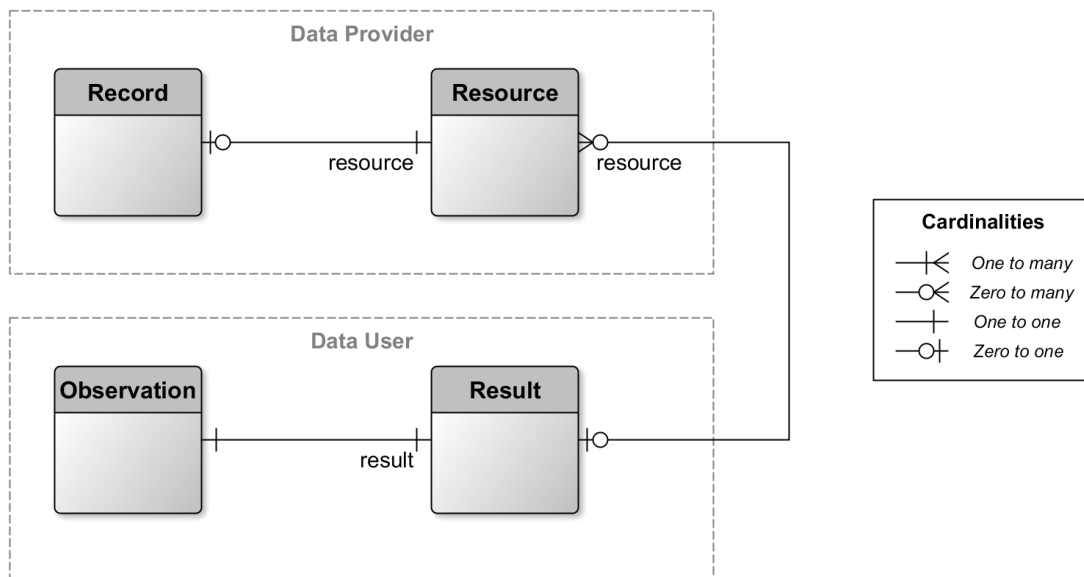 Data Provider
Record
Resource
resource
resource
Data User
Observation
Result
result
Cardinalities
One to many
Zero to many
One to one
Zero to one